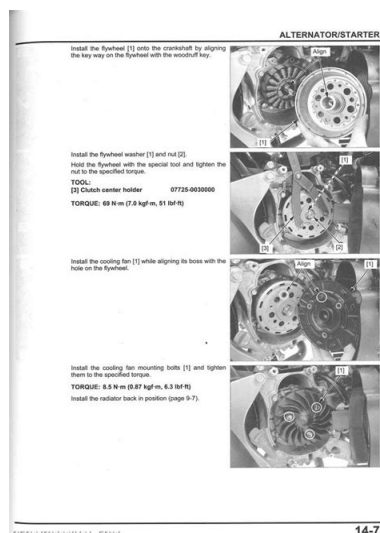 ALTERNATOR/STARTER
Install the flywheel [1] onto the crankshaft by aligning
the key way on the flywheel with the woodruff key.
Align
[1]
Install the flywheel washer [1] and nut [2].
Hold the flywheel with the special tool and tighten the
nut to the specified torque.
TOOL:
[3] Clutch center holder 07725-0030000
TORQUE: 69 N·m (7.0 kgf·m, 51 lbf·ft)
[1]
[3]
[2]
Install the cooling fan [1] while aligning its boss with the
hole on the flywheel.
Align
[1]
Install the cooling fan mounting bolts [1] and tighten
them to the specified torque.
TORQUE: 8.5 N·m (0.87 kgf·m, 6.3 lbf·ft)
Install the radiator back in position (page 9-7).
[1]
14-7